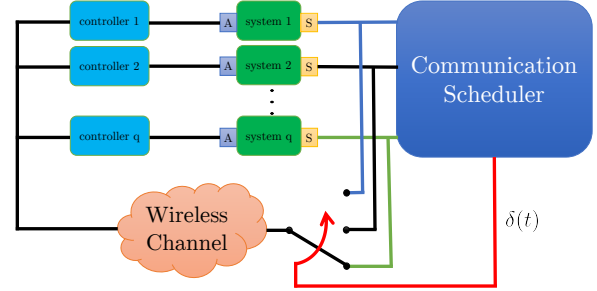 controller 1
A
system 1
S
controller 2
A
system 2
S
controller q
A
system q
S
Communication
Scheduler
Wireless
Channel
δ(t)